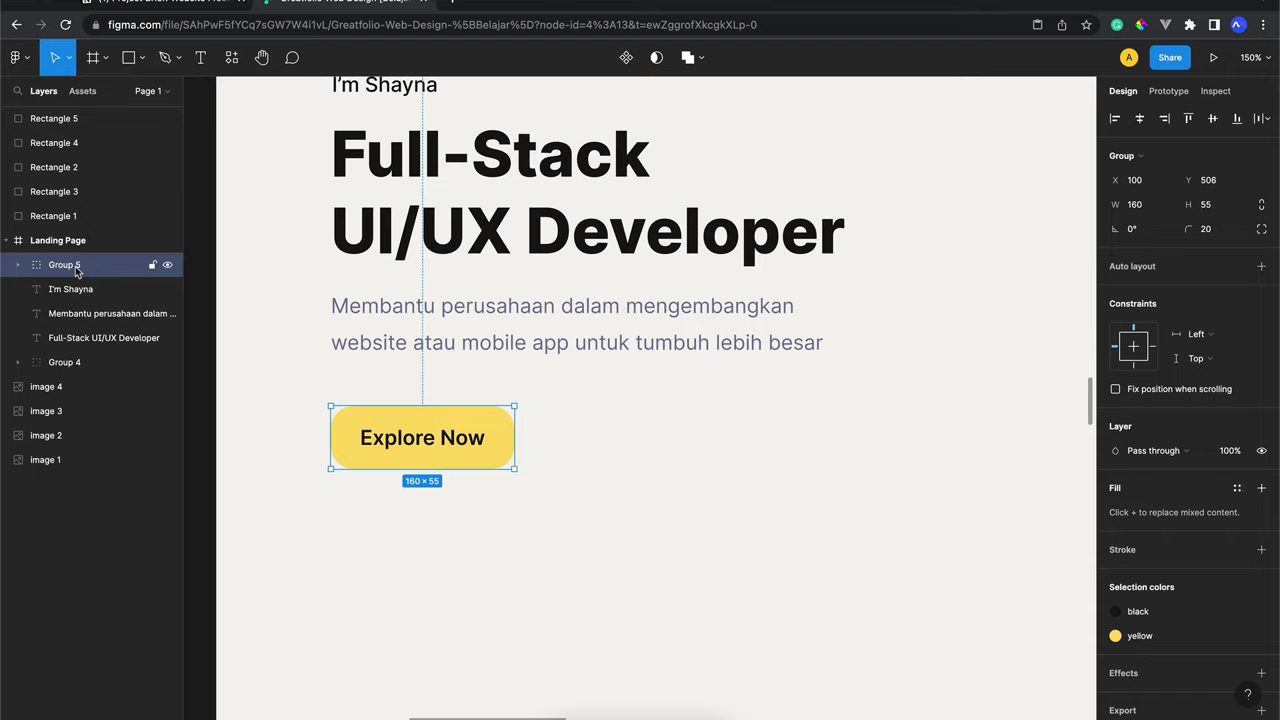 figma.com/file/SAhPwF5fYCq7sGW7W4i1vL/Greatfolio-Web-Design-%5BBelajar%5D?node-id=4%3A13&t=ewZggrofXkcgkXLp-0
A
Share
150%
Layers
Assets
Page 1
Rectangle 5
Rectangle 4
Rectangle 2
Rectangle 3
Rectangle 1
Landing Page
Group 5
I'm Shayna
Membantu perusahaan dalam ...
Full-Stack UI/UX Developer
Group 4
image 4
image 3
image 2
image 1
I'm Shayna
Full-Stack
UI/UX Developer
Membantu perusahaan dalam mengembangkan
website atau mobile app untuk tumbuh lebih besar
Explore Now
160 × 55
Design
Prototype
Inspect
Group
X 100
Y 506
W 160
H 55
0°
20
Auto layout
Constraints
Left
Top
Fix position when scrolling
Layer
Pass through
100%
Fill
Click + to replace mixed content.
Stroke
Selection colors
black
yellow
Effects
Export
?